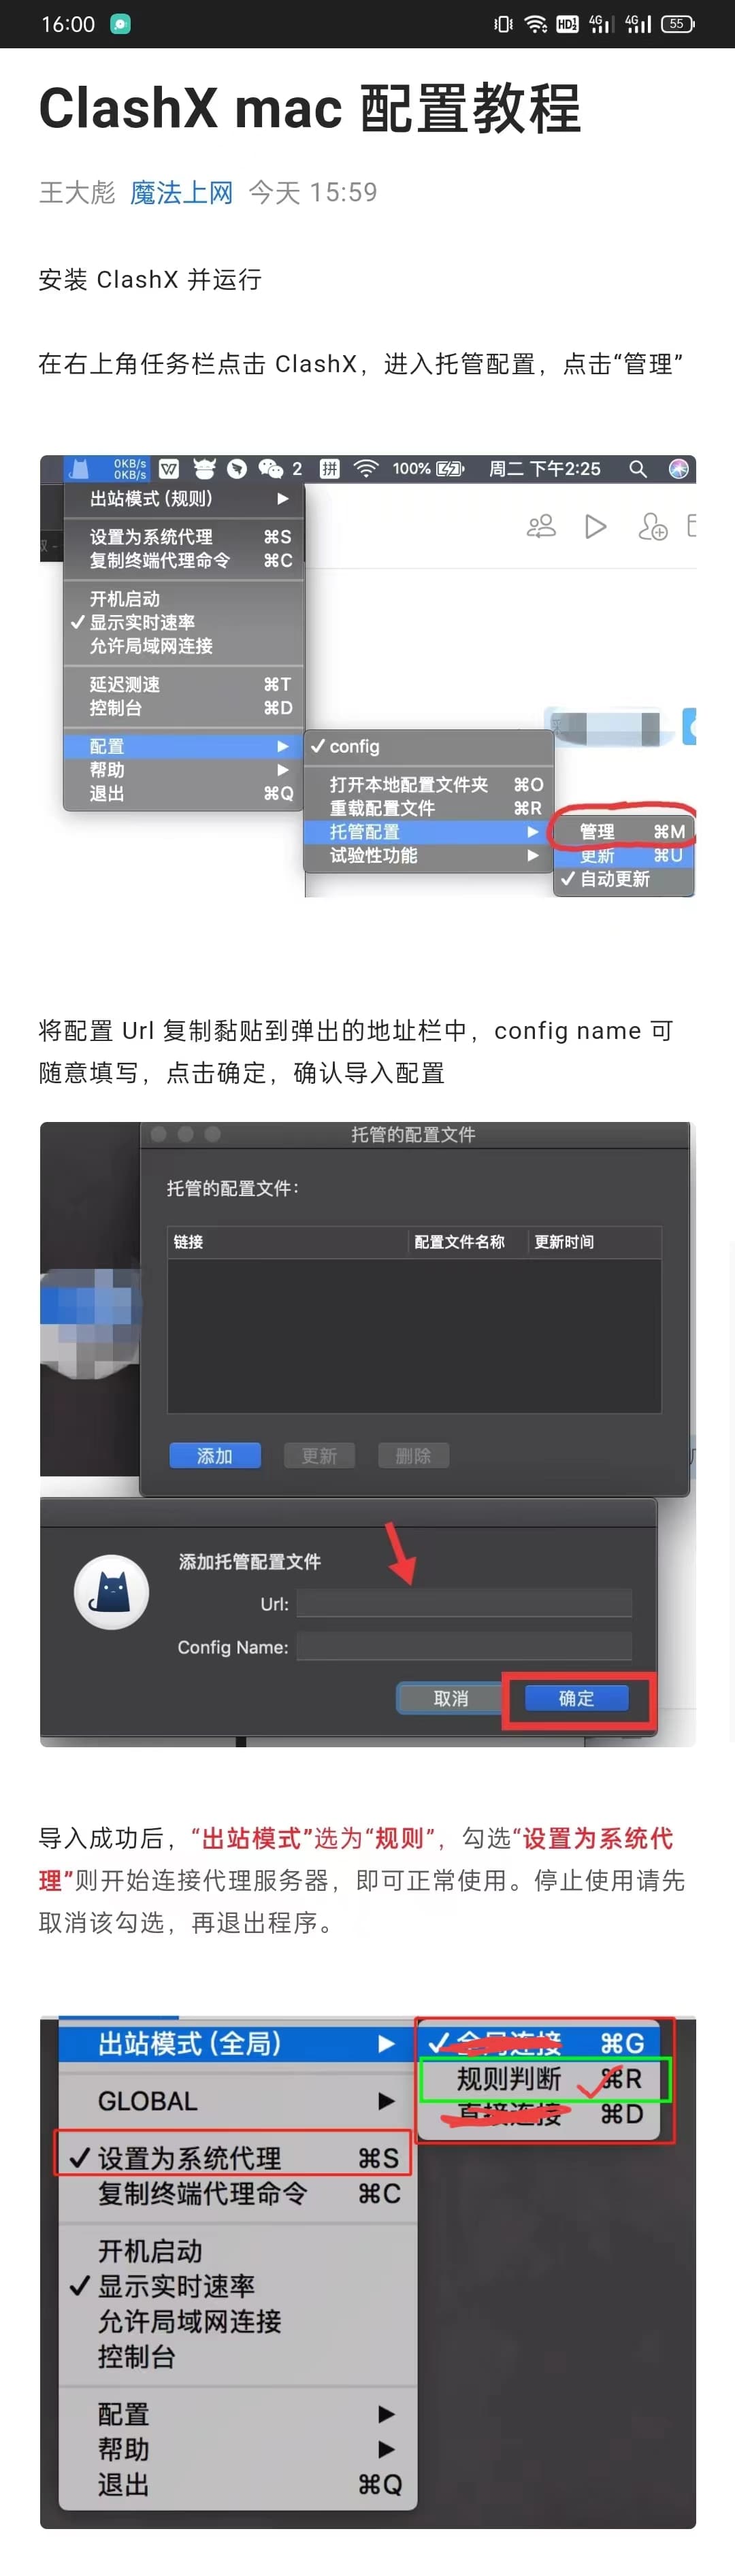 16:00
HD1 4G 4G 55
ClashX mac 配置教程
王大彪 魔法上网 今天 15:59
安装 ClashX 并运行
在右上角任务栏点击 ClashX，进入托管配置，点击“管理”
0KB/s
0KB/s
2 拼 100% 周二 下午2:25
出站模式 (规则)
设置为系统代理 ⌘S
复制终端代理命令 ⌘C
开机启动
✓ 显示实时速率
允许局域网连接
延迟测速 ⌘T
控制台 ⌘D
配置 ✓ config
帮助
退出 ⌘Q
打开本地配置文件夹 ⌘O
重载配置文件 ⌘R
托管配置 管理 ⌘M
试验性功能 更新 ⌘U
✓ 自动更新
将配置 Url 复制黏贴到弹出的地址栏中，config name 可
随意填写，点击确定，确认导入配置
托管的配置文件
托管的配置文件：
链接 配置文件名称 更新时间
添加 更新 删除
添加托管配置文件
Url:
Config Name:
取消 确定
导入成功后，“出站模式”选为“规则”，勾选“设置为系统代
理”则开始连接代理服务器，即可正常使用。停止使用请先
取消该勾选，再退出程序。
出站模式 (全局) ✓ 全局连接 ⌘G
规则判断 ⌘R
GLOBAL 直接连接 ⌘D
✓ 设置为系统代理 ⌘S
复制终端代理命令 ⌘C
开机启动
✓ 显示实时速率
允许局域网连接
控制台
配置
帮助
退出 ⌘Q